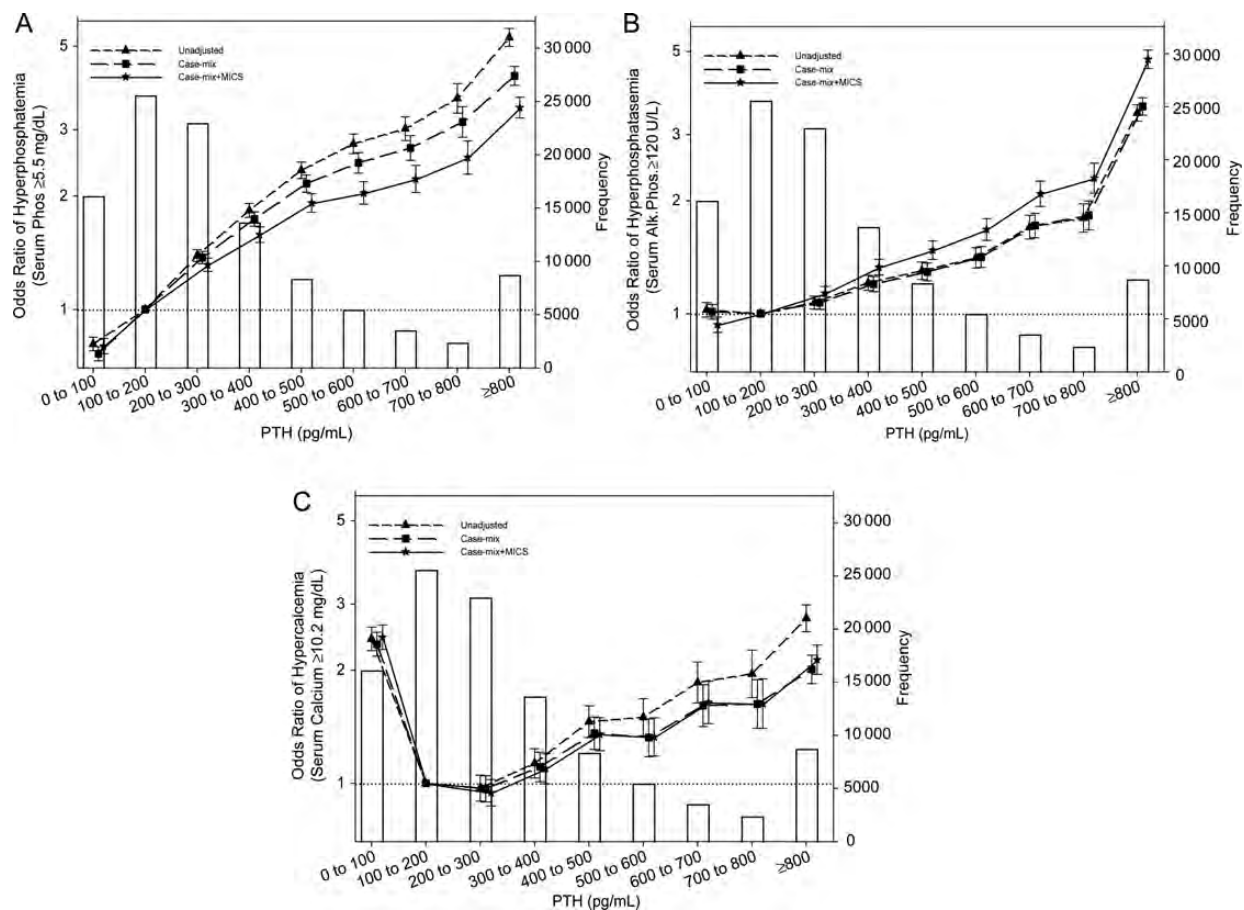 A
Unadjusted
Case-mix
Case-mix+MICS
Odds Ratio of Hyperphosphatemia
(Serum Phos ≥5.5 mg/dL)
5
3
2
1
30 000
25 000
20 000
15 000
10 000
5000
0
Frequency
0 to 100
100 to 200
200 to 300
300 to 400
400 to 500
500 to 600
600 to 700
700 to 800
≥800
PTH (pg/mL)
B
Unadjusted
Case-mix
Case-mix+MICS
Odds Ratio of Hyperphosphatasemia
(Serum Alk.Phos.≥120 U/L)
5
3
2
1
30 000
25 000
20 000
15 000
10 000
5000
0
Frequency
0 to 100
100 to 200
200 to 300
300 to 400
400 to 500
500 to 600
600 to 700
700 to 800
≥800
PTH (pg/mL)
C
Unadjusted
Case-mix
Case-mix+MICS
Odds Ratio of Hypercalcemia
(Serum Calcium ≥10.2 mg/dL)
5
3
2
1
30 000
25 000
20 000
15 000
10 000
5000
0
Frequency
0 to 100
100 to 200
200 to 300
300 to 400
400 to 500
500 to 600
600 to 700
700 to 800
≥800
PTH (pg/mL)